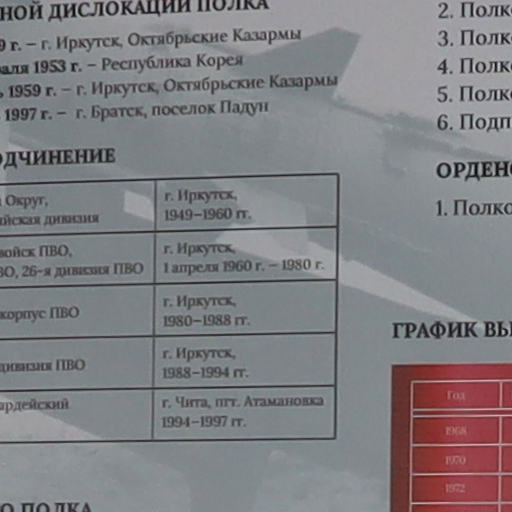 НОЙ ДИСЛОКАЦИИ ПОЛКА
9 г. – г. Иркутск, Октябрьские Казармы
аля 1953 г. – Республика Корея
ь 1959 г. – г. Иркутск, Октябрьские Казармы
1997 г. – г. Братск, поселок Падун
ОДЧИНЕНИЕ
Округ, г. Иркутск,
йская дивизия 1949–1960 гг.
войск ПВО, г. Иркутск,
ВО, 26-я дивизия ПВО 1 апреля 1960 г. – 1980 г.
корпус ПВО г. Иркутск,
1980–1988 гг.
дивизия ПВО г. Иркутск,
1988–1994 гг.
ардейский г. Чита, пгт. Атамановка
1994–1997 гг.
О ПОЛКА
2. Полко
3. Полко
4. Полко
5. Полко
6. Подп
ОРДЕНО
1. Полко
ГРАФИК ВЫ
Год
1968
1970
1972